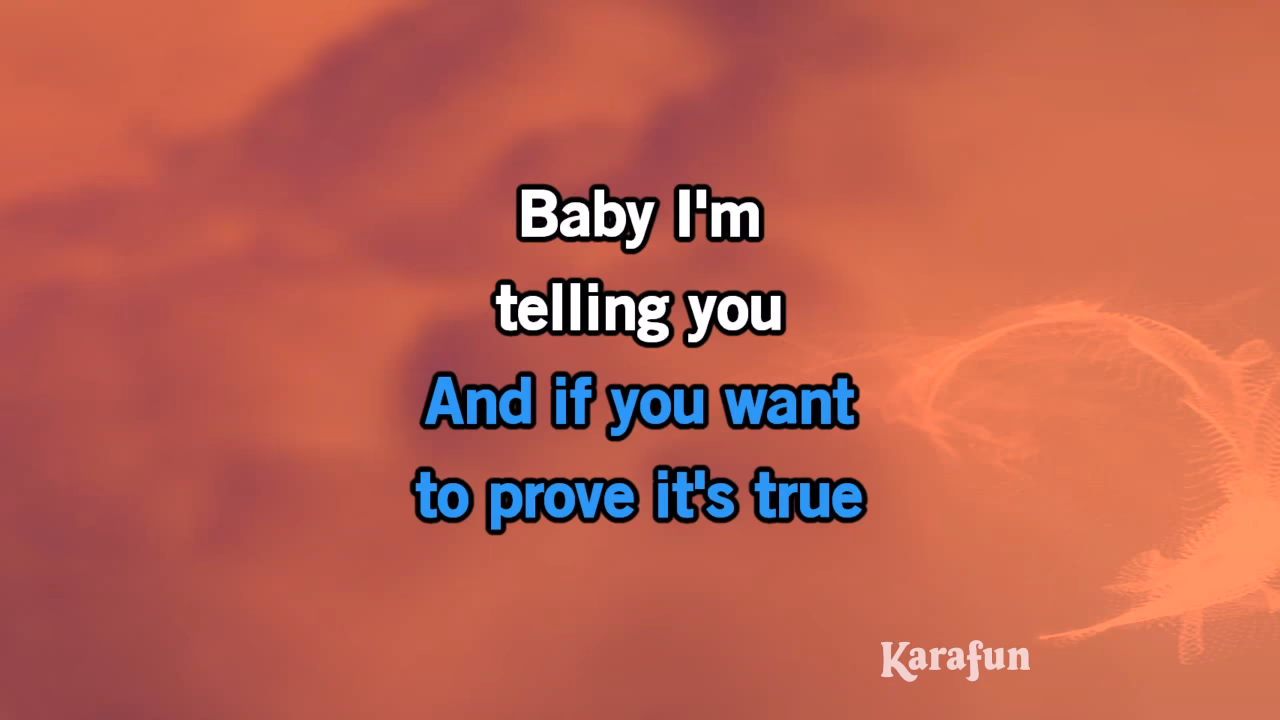 Baby I'm
telling you
And if you want
to prove it's true
Karafun